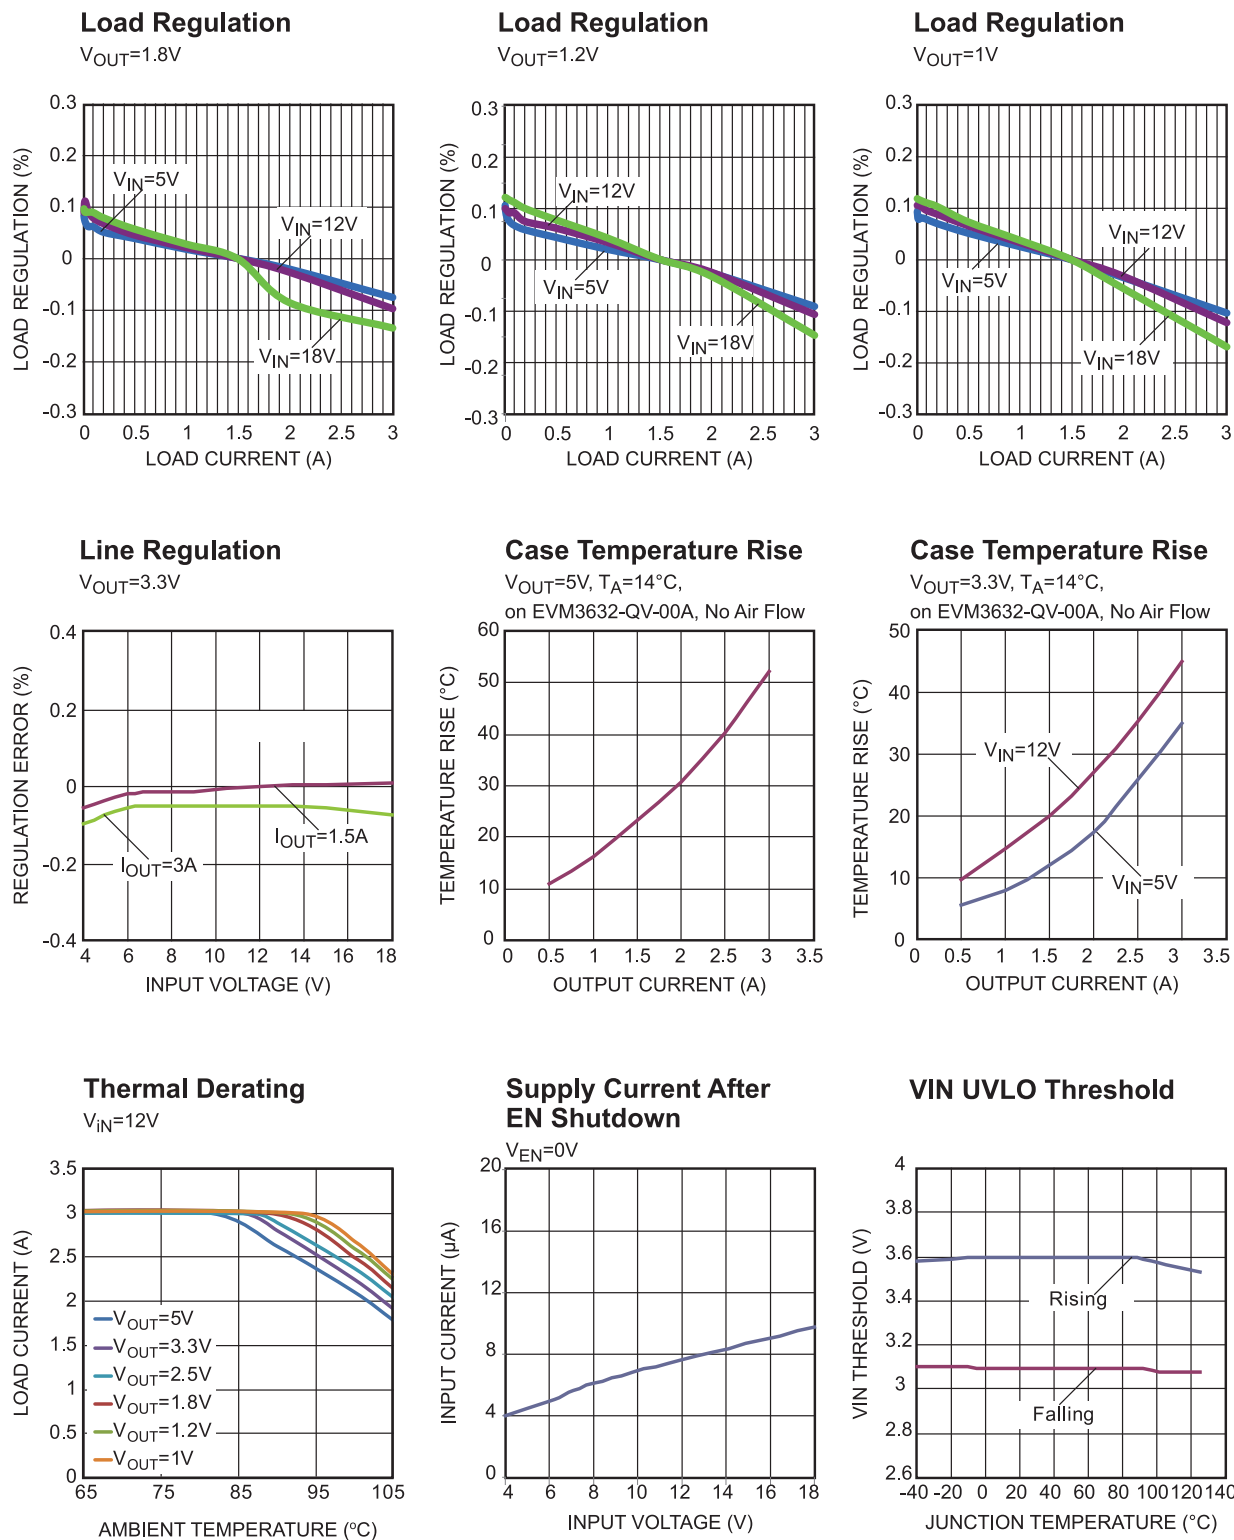 Load Regulation
VOUT=1.8V
LOAD REGULATION (%)
0.3
0.2
0.1
0
-0.1
-0.2
-0.3
VIN=5V
VIN=12V
VIN=18V
0 0.5 1 1.5 2 2.5 3
LOAD CURRENT (A)
Load Regulation
VOUT=1.2V
LOAD REGULATION (%)
0.3
0.2
0.1
0
-0.1
-0.2
-0.3
VIN=12V
VIN=5V
VIN=18V
0 0.5 1 1.5 2 2.5 3
LOAD CURRENT (A)
Load Regulation
VOUT=1V
LOAD REGULATION (%)
0.3
0.2
0.1
0
-0.1
-0.2
-0.3
VIN=12V
VIN=5V
VIN=18V
0 0.5 1 1.5 2 2.5 3
LOAD CURRENT (A)
Line Regulation
VOUT=3.3V
REGULATION ERROR (%)
0.4
0.2
0
-0.2
-0.4
IOUT=1.5A
IOUT=3A
4 6 8 10 12 14 16 18
INPUT VOLTAGE (V)
Case Temperature Rise
VOUT=5V, TA=14°C,
on EVM3632-QV-00A, No Air Flow
TEMPERATURE RISE (°C)
60
50
40
30
20
10
0
0 0.5 1 1.5 2 2.5 3 3.5
OUTPUT CURRENT (A)
Case Temperature Rise
VOUT=3.3V, TA=14°C,
on EVM3632-QV-00A, No Air Flow
TEMPERATURE RISE (°C)
50
40
30
20
10
0
VIN=12V
VIN=5V
0 0.5 1 1.5 2 2.5 3 3.5
OUTPUT CURRENT (A)
Thermal Derating
ViN=12V
LOAD CURRENT (A)
3.5
3
2.5
2
1.5
1
0.5
0
VOUT=5V
VOUT=3.3V
VOUT=2.5V
VOUT=1.8V
VOUT=1.2V
VOUT=1V
65 75 85 95 105
AMBIENT TEMPERATURE (ºC)
Supply Current After
EN Shutdown
VEN=0V
INPUT CURRENT (µA)
20
16
12
8
4
0
4 6 8 10 12 14 16 18
INPUT VOLTAGE (V)
VIN UVLO Threshold
VIN THRESHOLD (V)
4
3.8
3.6
3.4
3.2
3
2.8
2.6
Rising
Falling
-40 -20 0 20 40 60 80 100 120 140
JUNCTION TEMPERATURE (°C)